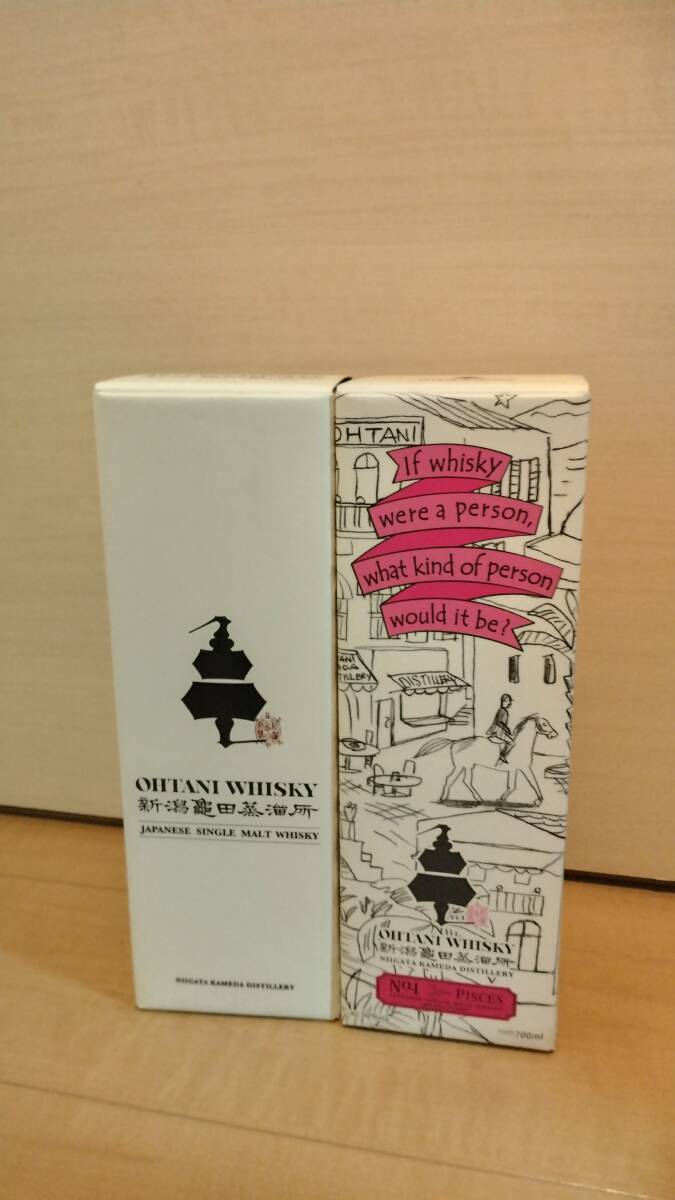 OHTANI WHISKY
新潟亀田蒸溜所
JAPANESE SINGLE MALT WHISKY
NIIGATA KAMEDA DISTILLERY
OHTANI
If whisky
were a person,
what kind of person
would it be?
DISTILLERY
OHTANI WHISKY
新潟亀田蒸溜所
NIIGATA KAMEDA DISTILLERY
No.1 PISCES
700ml